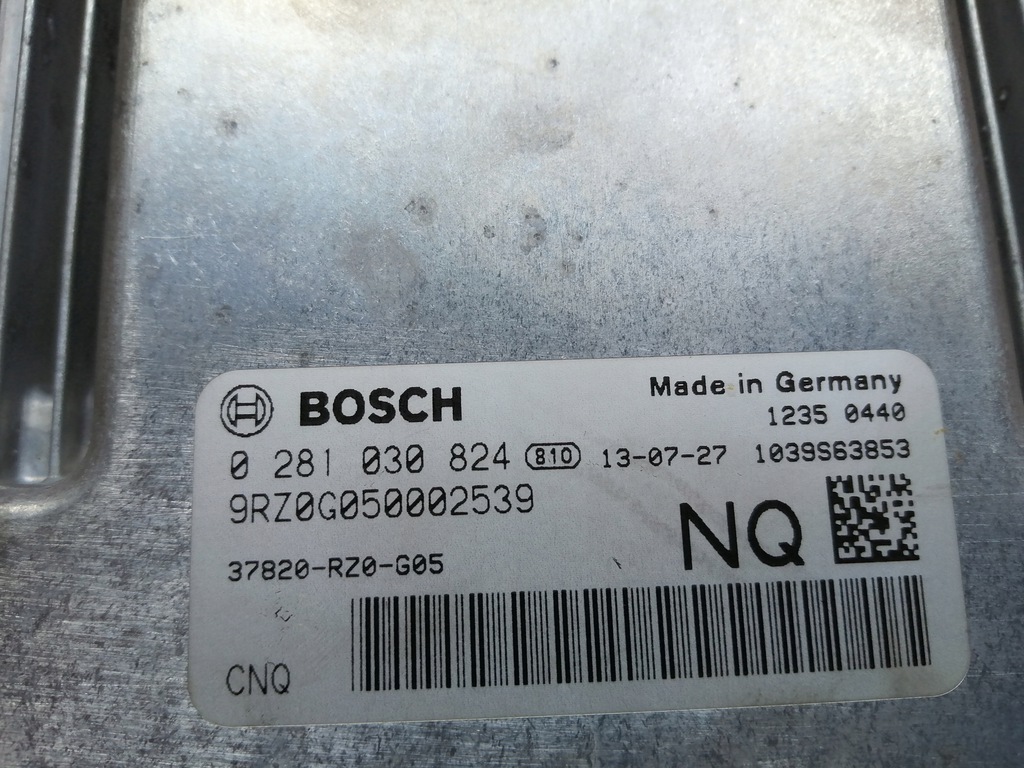 BOSCH
Made in Germany
1235 0440
0 281 030 824 810 13-07-27 1039S63853
9RZ0G050002539
NQ
37820-RZ0-G05
CNQ